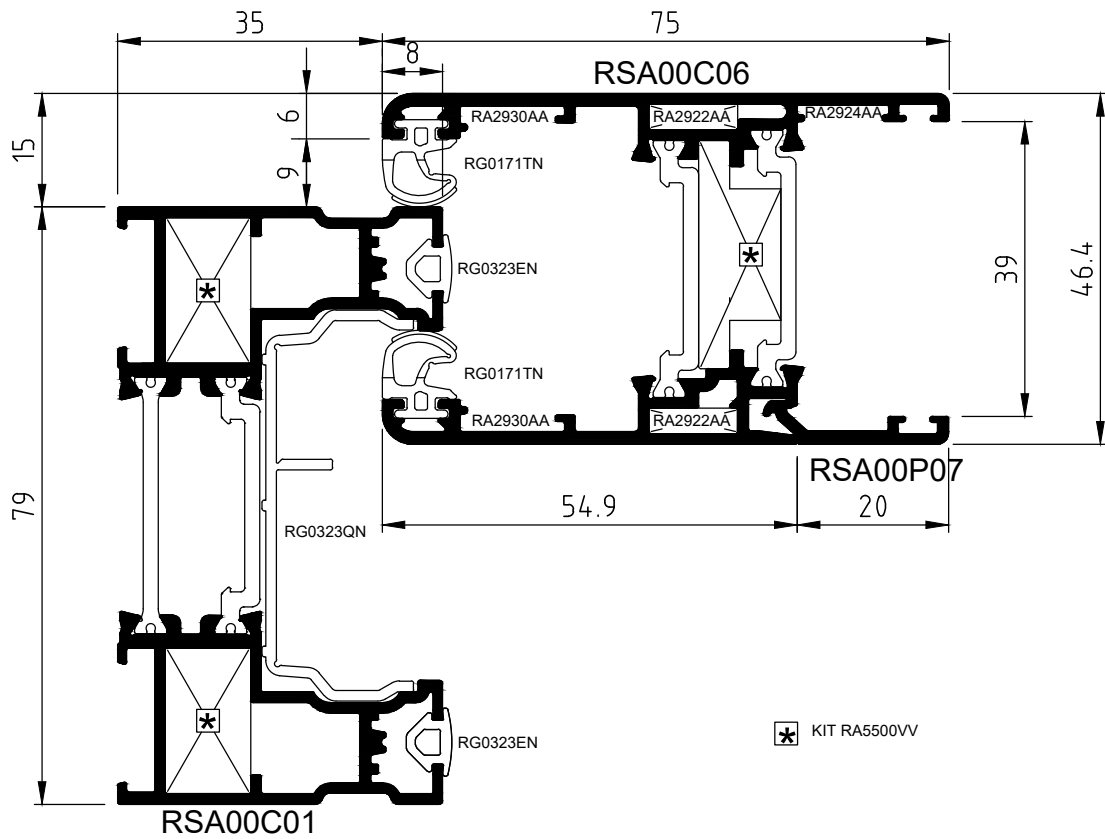 35
75
8
RSA00C06
RA2930AA
RA2922AA
RA2924AA
6
15
9
RG0171TN
RG0323EN
*
*
39
46.4
RG0171TN
RA2930AA
RA2922AA
RSA00P07
79
54.9
20
RG0323QN
*
RG0323EN
* KIT RA5500VV
RSA00C01